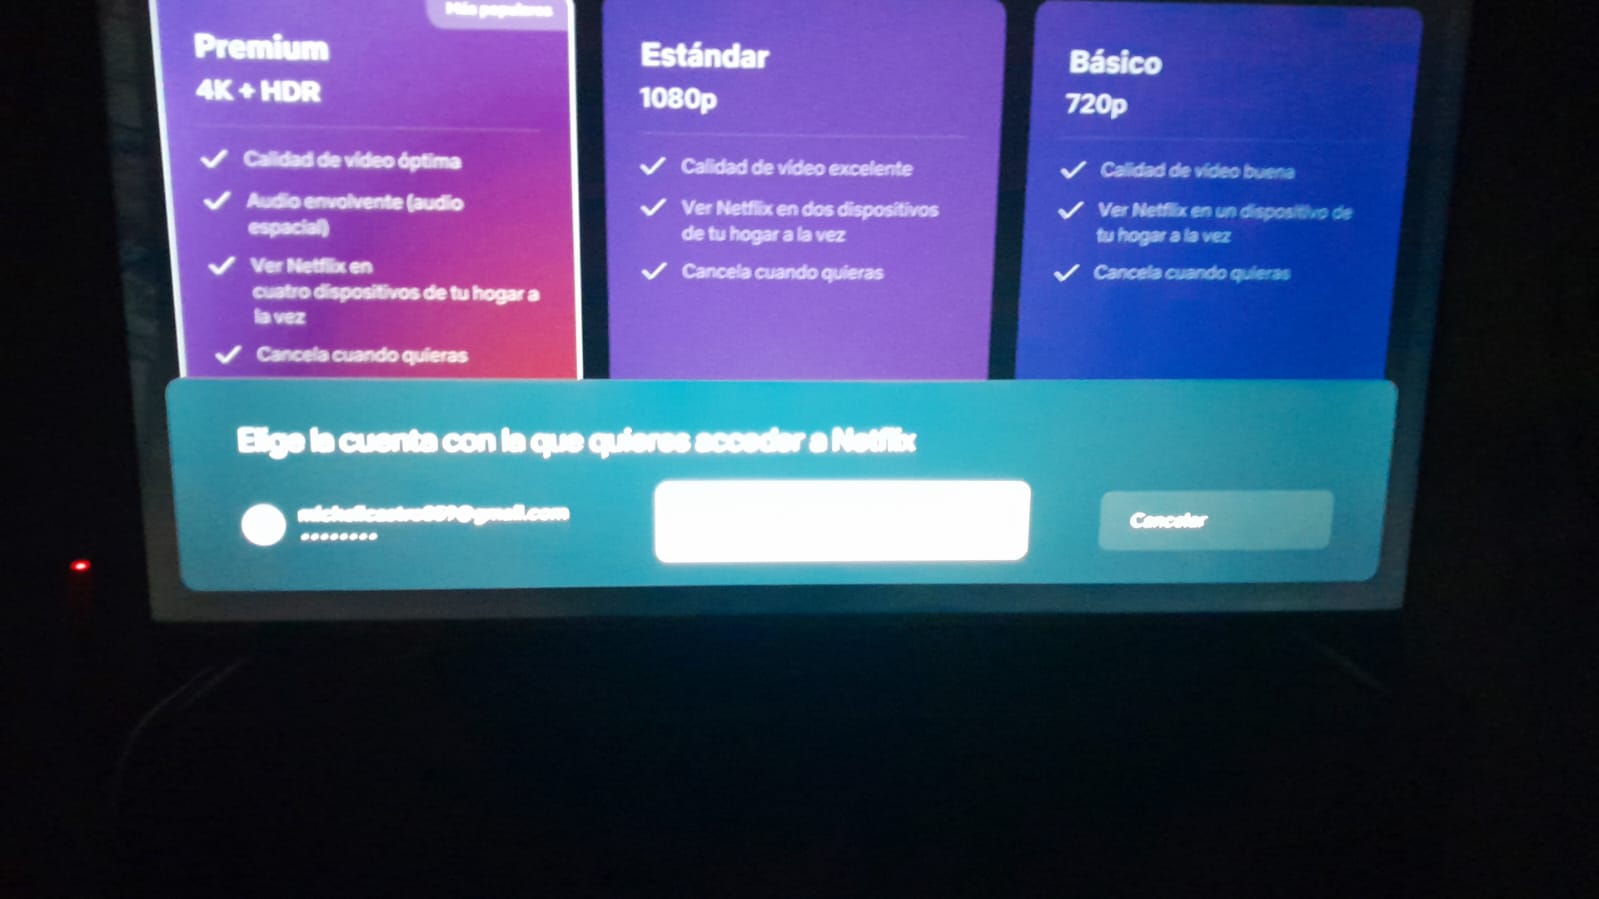 Más populares
Premium
4K + HDR
Calidad de vídeo óptima
Audio envolvente (audio
espacial)
Ver Netflix en
cuatro dispositivos de tu hogar a
la vez
Cancela cuando quieras
Estándar
1080p
Calidad de vídeo excelente
Ver Netflix en dos dispositivos
de tu hogar a la vez
Cancela cuando quieras
Básico
720p
Calidad de vídeo buena
Ver Netflix en un dispositivo de
tu hogar a la vez
Cancela cuando quieras
Elige la cuenta con la que quieres acceder a Netflix
••••••••
Cancelar